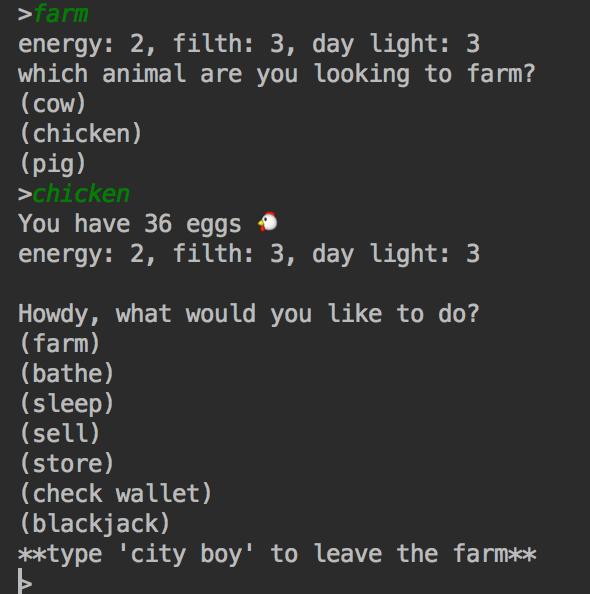 >farm
energy: 2, filth: 3, day light: 3
which animal are you looking to farm?
(cow)
(chicken)
(pig)
>chicken
You have 36 eggs 🐔
energy: 2, filth: 3, day light: 3
Howdy, what would you like to do?
(farm)
(bathe)
(sleep)
(sell)
(store)
(check wallet)
(blackjack)
**type 'city boy' to leave the farm**
>